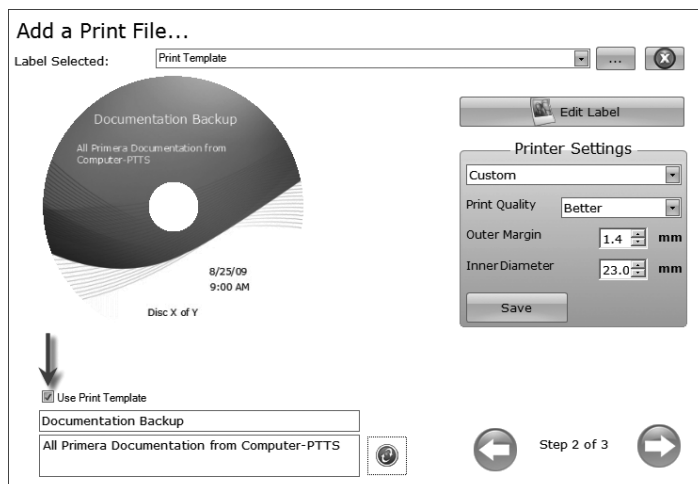 Add a Print File...
Label Selected:
Print Template
...
Documentation Backup
All Primera Documentation from
Computer-PTTS
8/25/09
9:00 AM
Disc X of Y
Edit Label
Printer Settings
Custom
Print Quality
Better
Outer Margin
1.4
mm
Inner Diameter
23.0
mm
Save
Use Print Template
Documentation Backup
All Primera Documentation from Computer-PTTS
Step 2 of 3